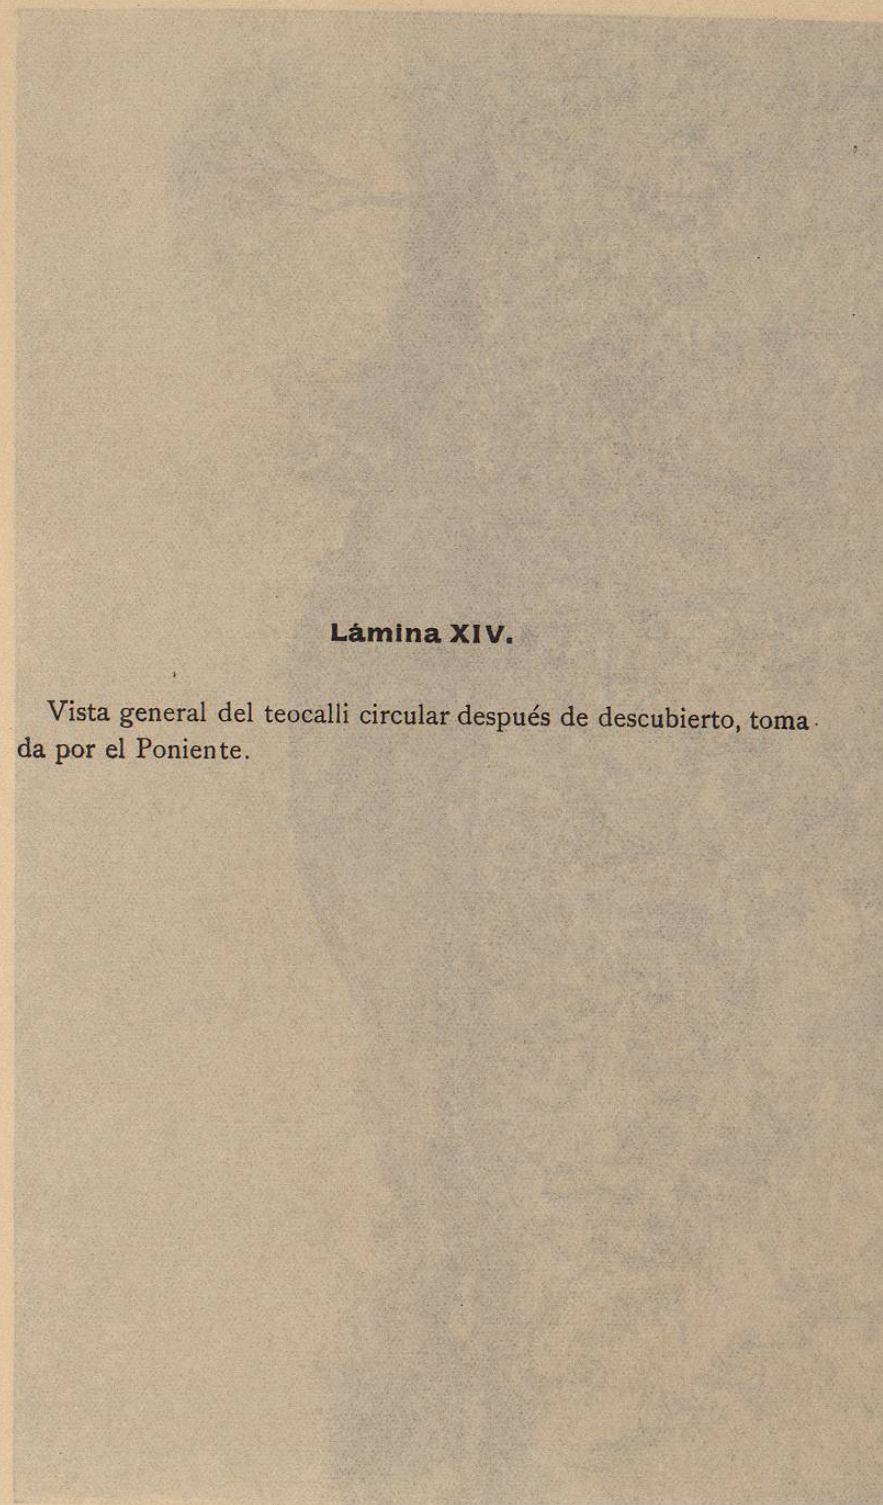 Lámina XIV.
Vista general del teocalli circular después de descubierto, toma-
da por el Poniente.